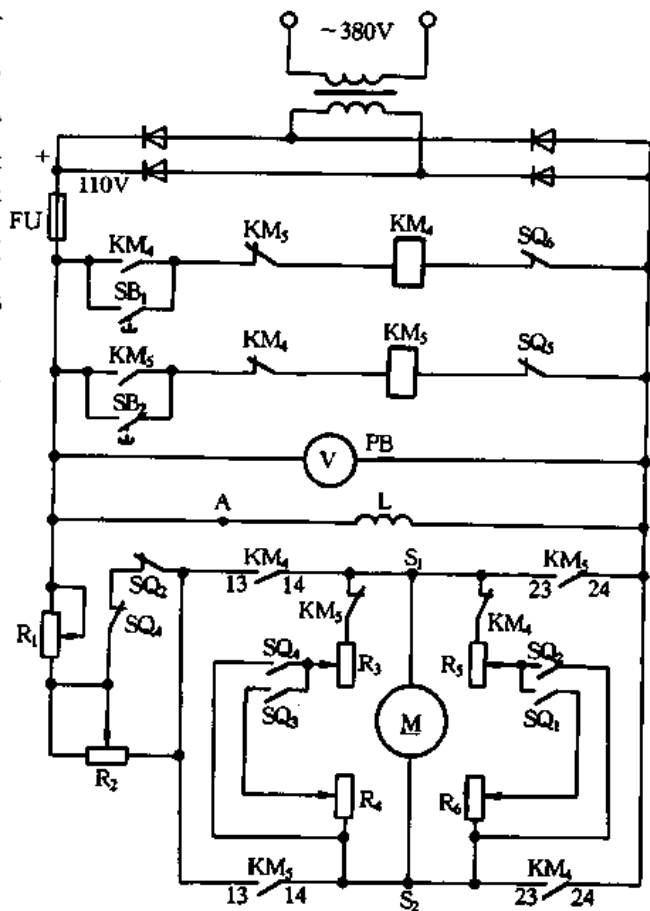 ~380V
+
110V
FU
KM₄ KM₅ KM₄ SQ₆
SB₁
KM₅ KM₄ KM₅ SQ₅
SB₂
V PB
A L
KM₄ S₁ KM₅
13 14 23 24
SQ₂ KM₅ KM₄
SQ₄
R₁ SQ₄ R₃ R₅ SQ₂
SQ₃ M SQ₁
R₂ R₄ R₆
KM₅ KM₄
13 14 S₂ 23 24